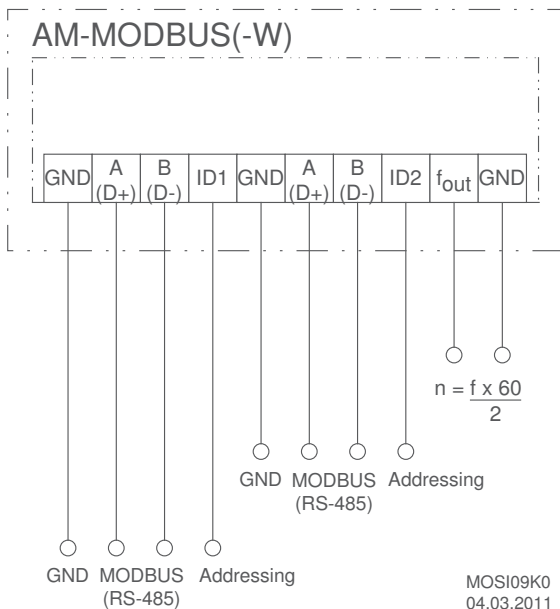 AM-MODBUS(-W)
GND A (D+) B (D-) ID1 GND A (D+) B (D-) ID2 fout GND
n = f x 60
2
GND MODBUS Addressing
(RS-485)
GND MODBUS Addressing
(RS-485)
MOSI09K0
04.03.2011